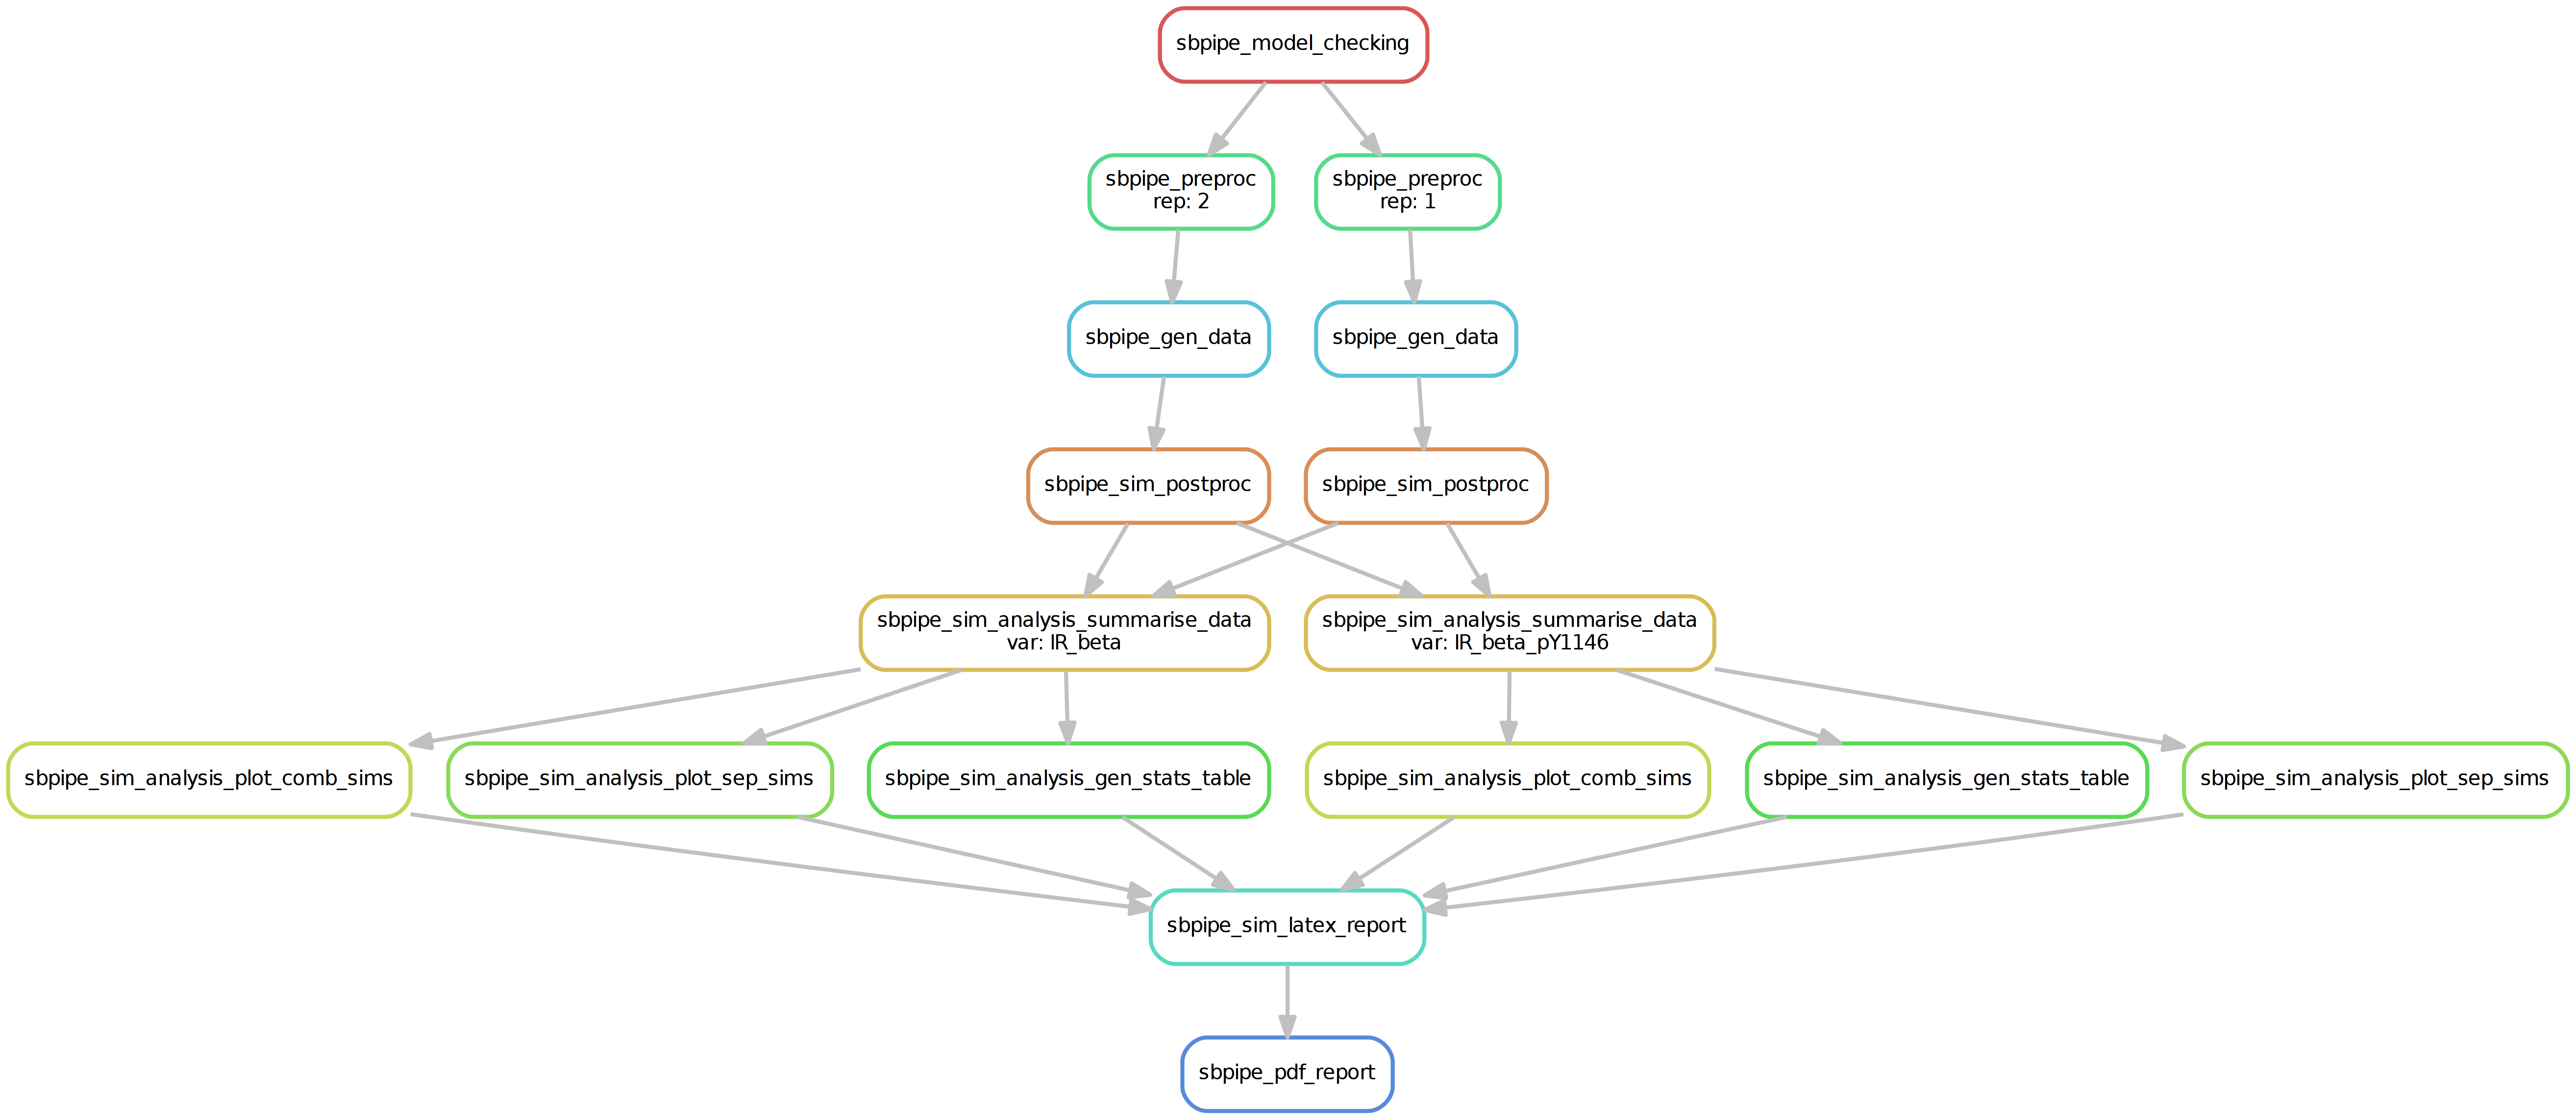 sbpipe_model_checking
sbpipe_preproc
rep: 2
sbpipe_preproc
rep: 1
sbpipe_gen_data
sbpipe_gen_data
sbpipe_sim_postproc
sbpipe_sim_postproc
sbpipe_sim_analysis_summarise_data
var: IR_beta
sbpipe_sim_analysis_summarise_data
var: IR_beta_pY1146
sbpipe_sim_analysis_plot_comb_sims
sbpipe_sim_analysis_plot_sep_sims
sbpipe_sim_analysis_gen_stats_table
sbpipe_sim_analysis_plot_comb_sims
sbpipe_sim_analysis_gen_stats_table
sbpipe_sim_analysis_plot_sep_sims
sbpipe_sim_latex_report
sbpipe_pdf_report